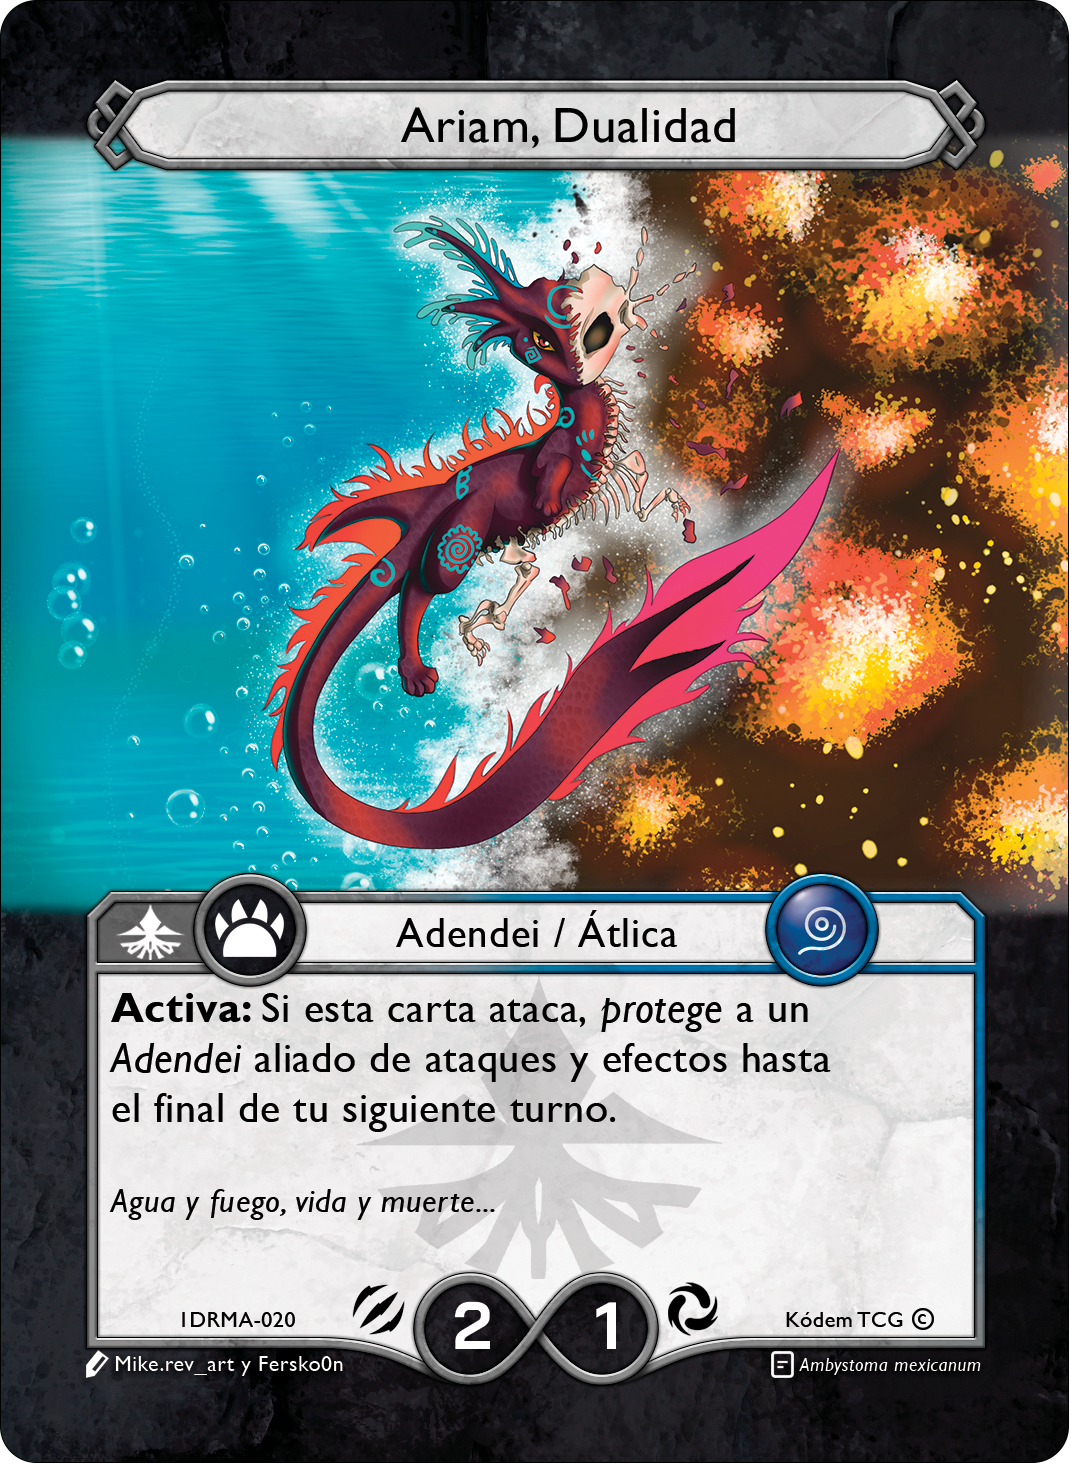 Ariam, Dualidad
Adendei / Átlica
Activa: Si esta carta ataca, protege a un
Adendei aliado de ataques y efectos hasta
el final de tu siguiente turno.
Agua y fuego, vida y muerte...
1DRMA-020
2
1
Kódem TCG ©
Mike.rev_art y Fersko0n
Ambystoma mexicanum